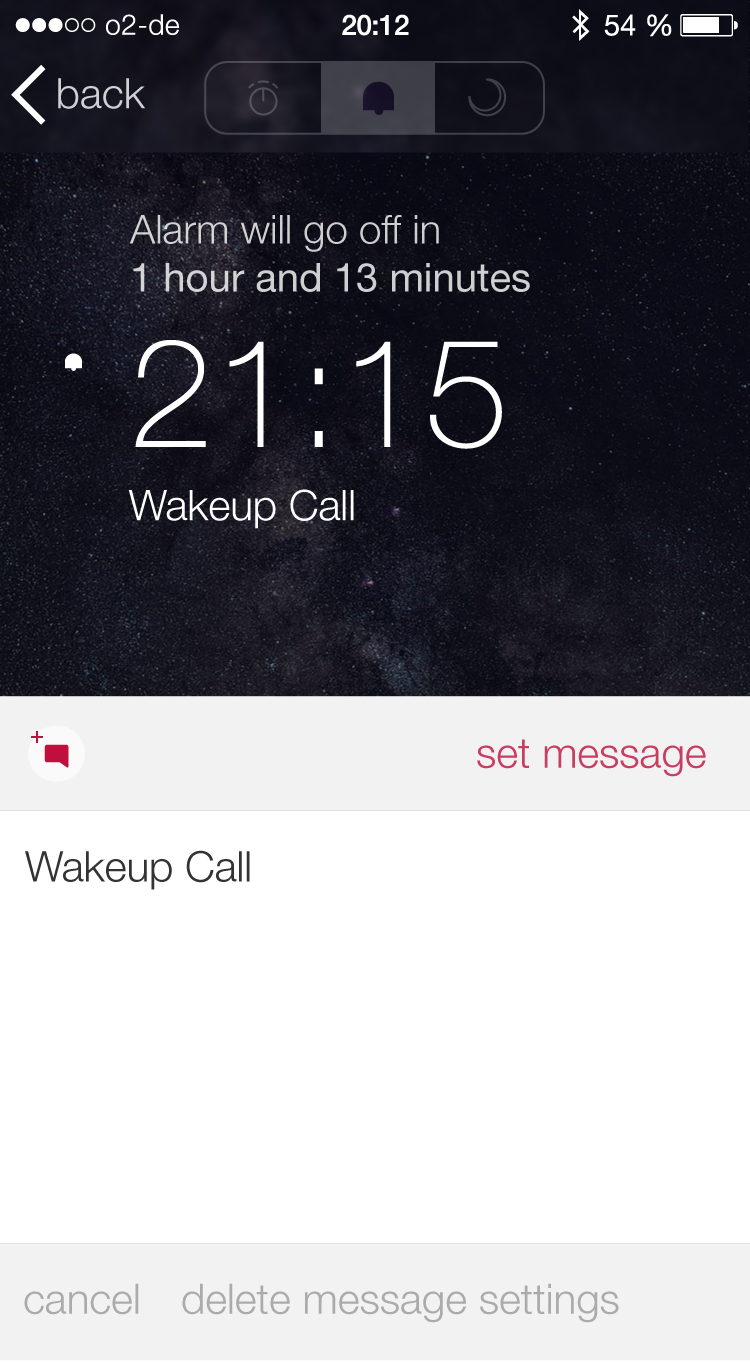 o2-de 20:12 54 %
back
Alarm will go off in
1 hour and 13 minutes
21:15
Wakeup Call
set message
Wakeup Call
cancel delete message settings